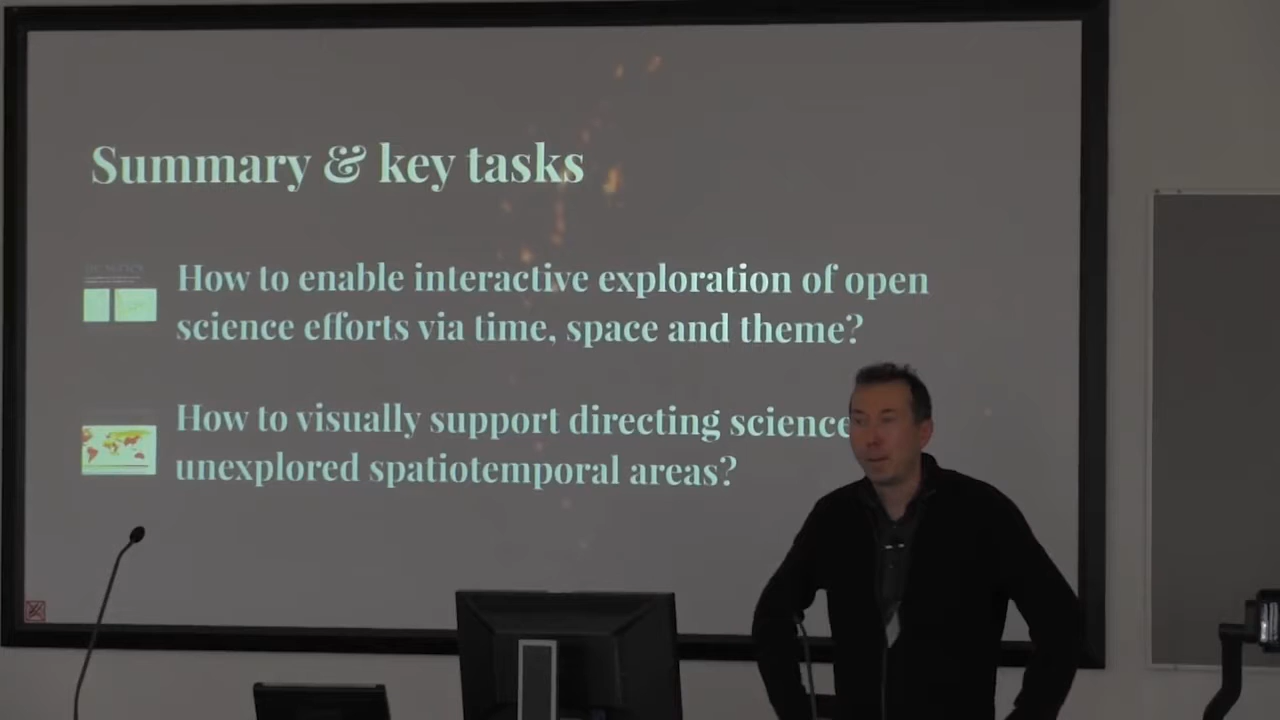 Summary & key tasks
How to enable interactive exploration of open
science efforts via time, space and theme?
How to visually support directing science
unexplored spatiotemporal areas?